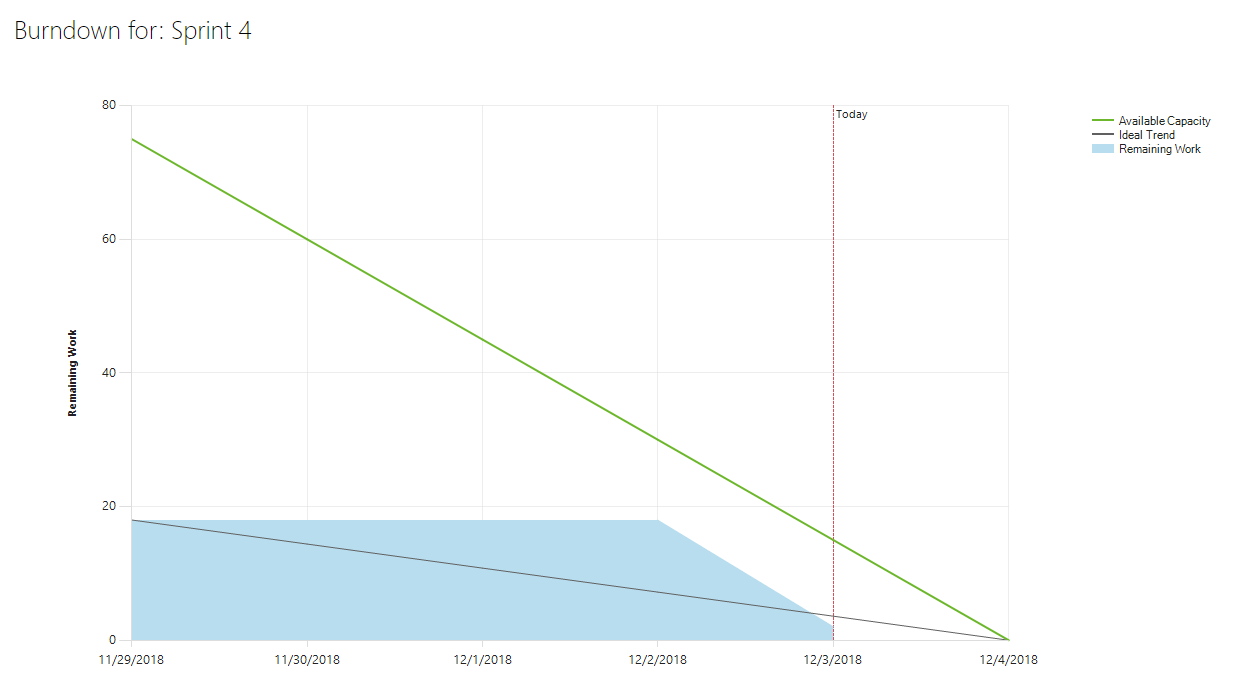 Burndown for: Sprint 4
80
Today
Available Capacity
Ideal Trend
Remaining Work
60
40
Remaining Work
20
0
11/29/2018
11/30/2018
12/1/2018
12/2/2018
12/3/2018
12/4/2018